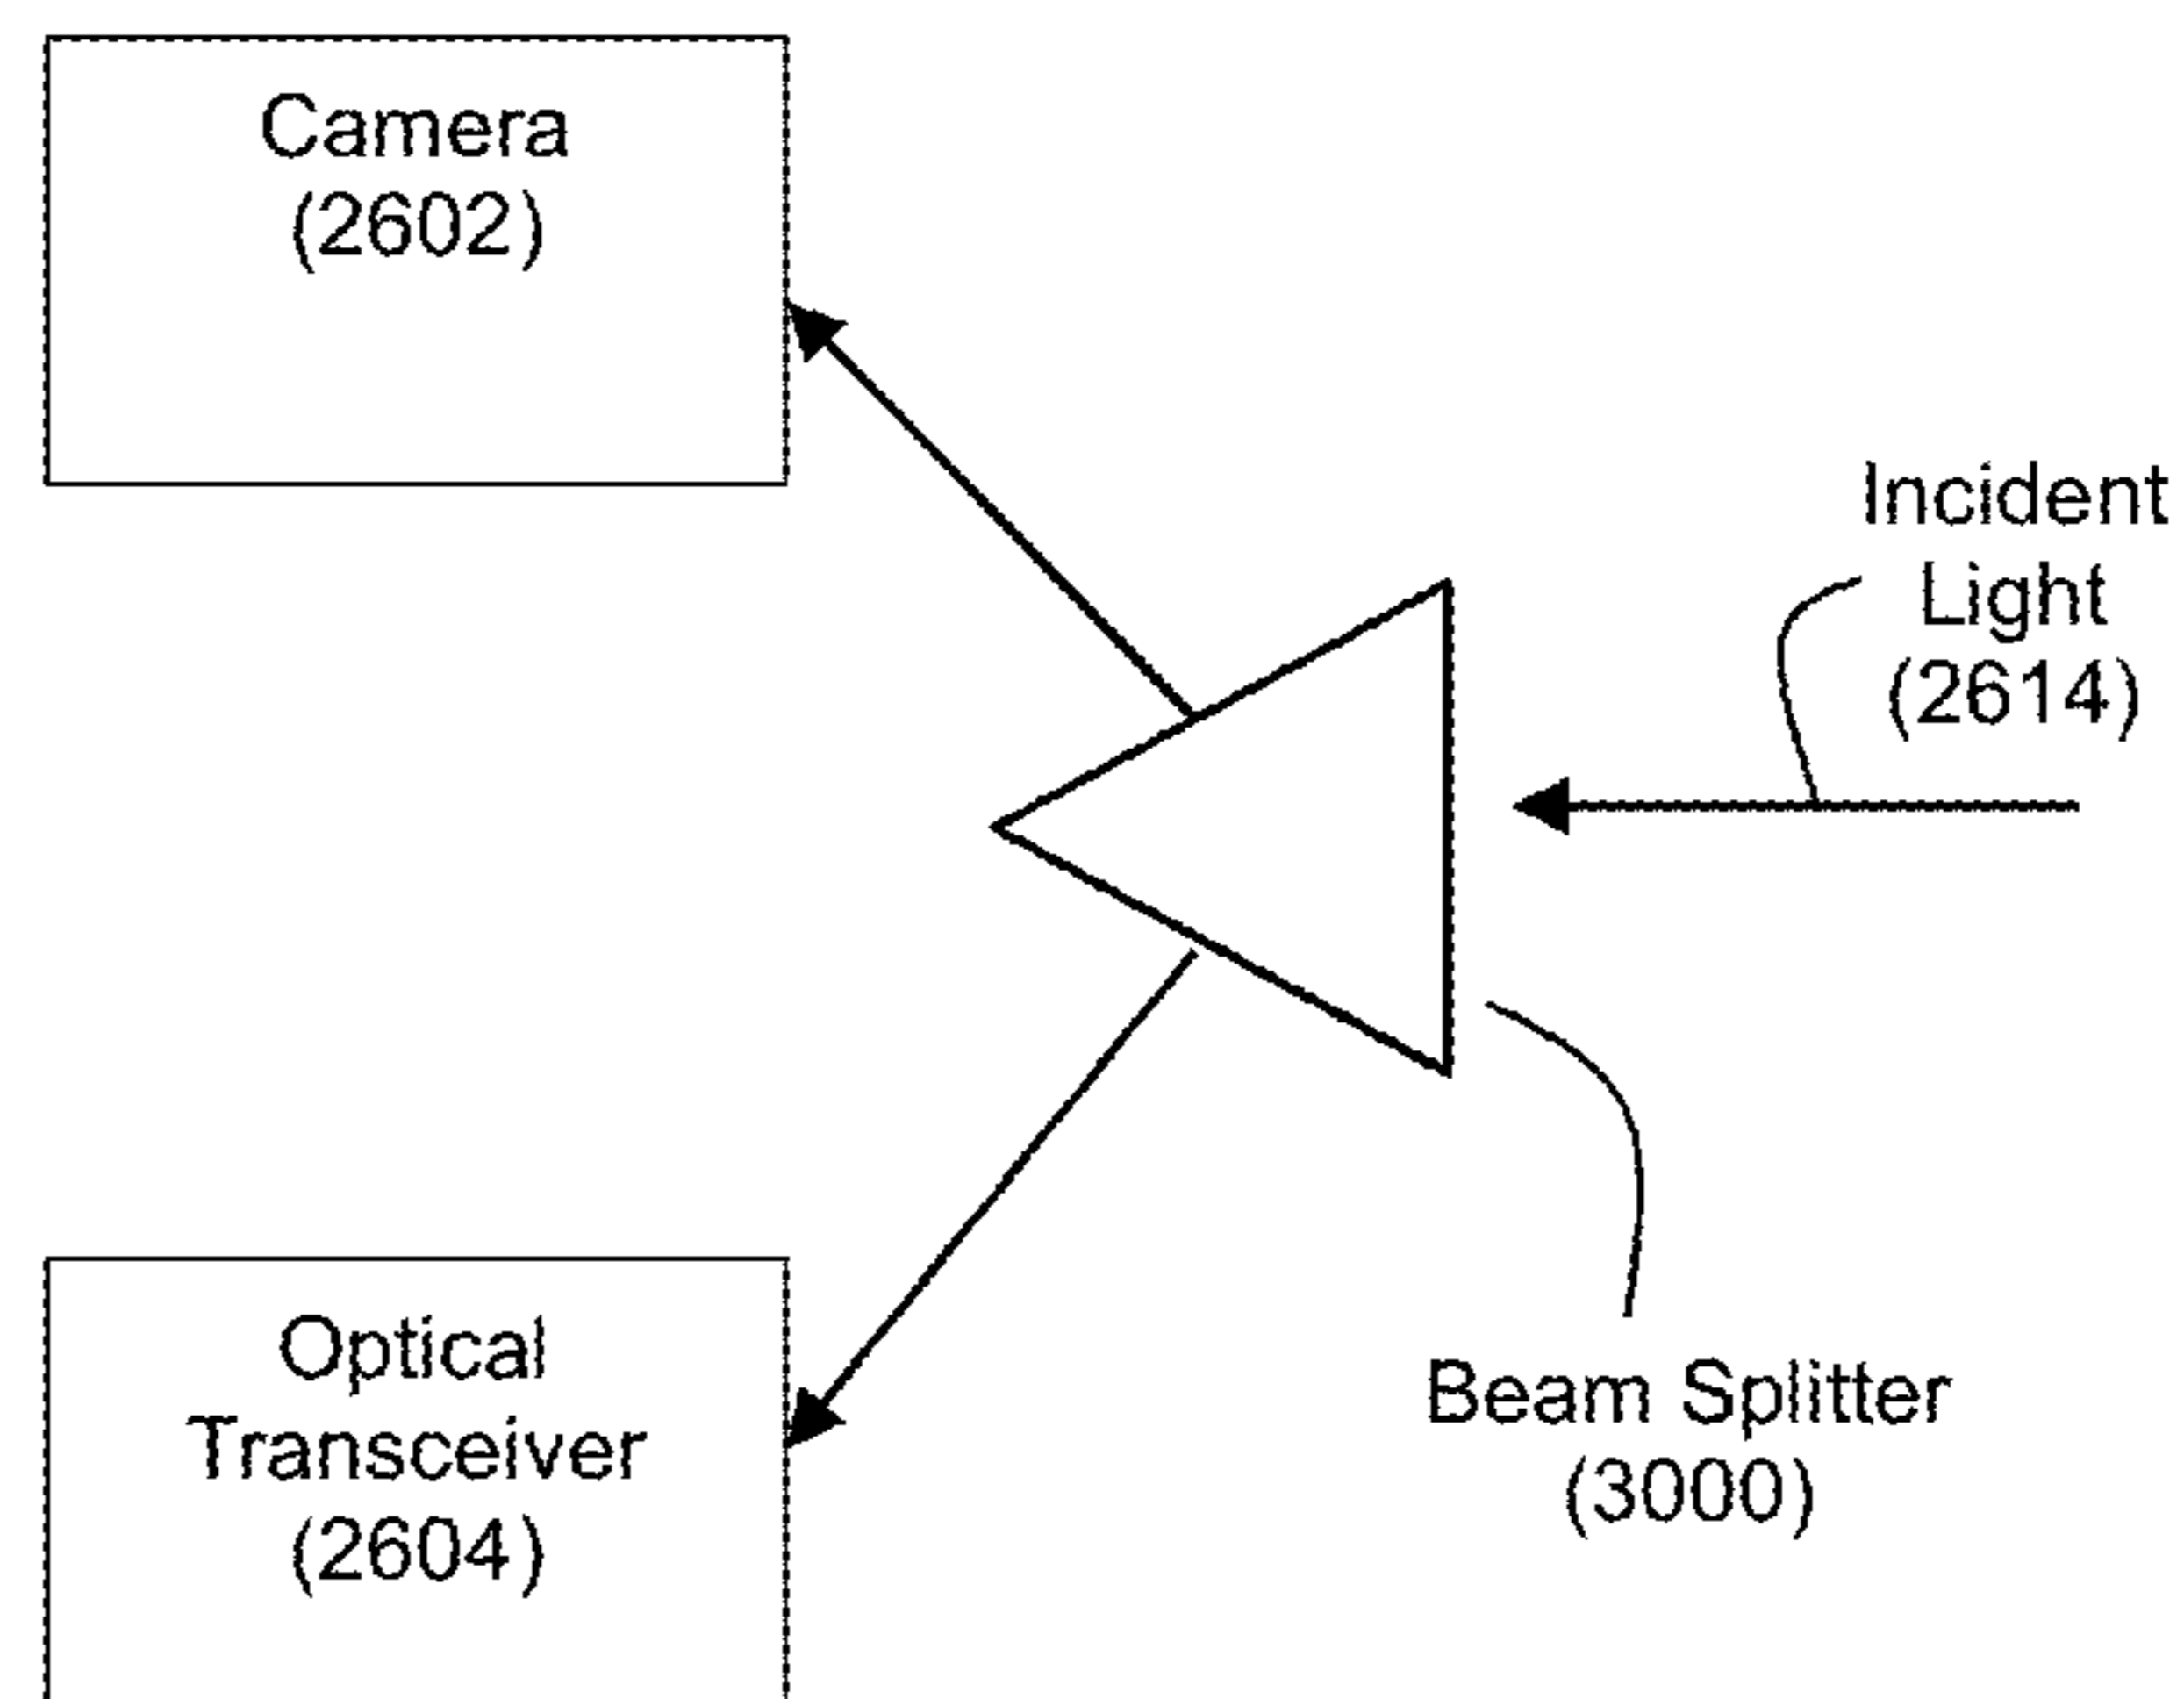 Camera
(2602)
Incident
Light
(2614)
Optical
Transceiver
(2604)
Beam Splitter
(3000)